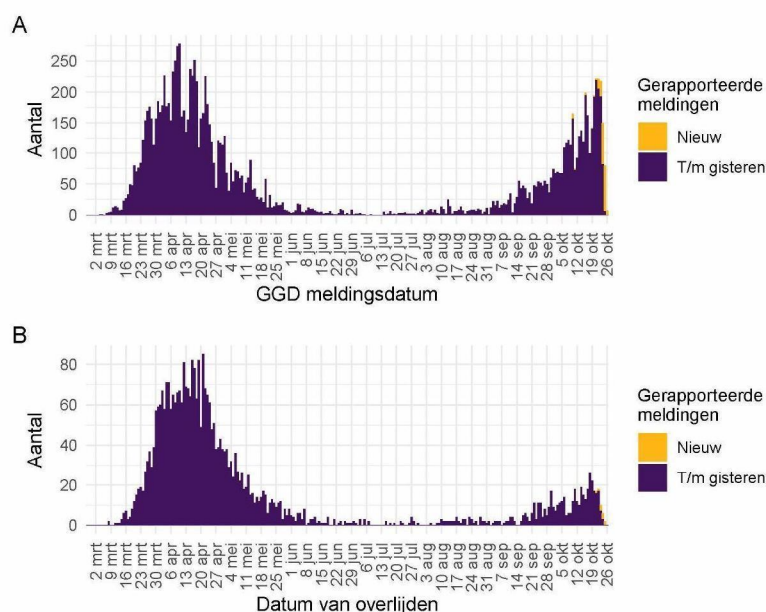 A
Aantal
250
200
150
100
50
0
2 mrt
9 mrt
16 mrt
23 mrt
30 mrt
6 apr
13 apr
20 apr
27 apr
4 mei
11 mei
18 mei
25 mei
1 jun
8 jun
15 jun
22 jun
29 jun
6 jul
13 jul
20 jul
27 jul
3 aug
10 aug
17 aug
24 aug
31 aug
7 sep
14 sep
21 sep
28 sep
5 okt
12 okt
19 okt
26 okt
GGD meldingsdatum
Gerapporteerde
meldingen
Nieuw
T/m gisteren
B
Aantal
80
60
40
20
0
2 mrt
9 mrt
16 mrt
23 mrt
30 mrt
6 apr
13 apr
20 apr
27 apr
4 mei
11 mei
18 mei
25 mei
1 jun
8 jun
15 jun
22 jun
29 jun
6 jul
13 jul
20 jul
27 jul
3 aug
10 aug
17 aug
24 aug
31 aug
7 sep
14 sep
21 sep
28 sep
5 okt
12 okt
19 okt
26 okt
Datum van overlijden
Gerapporteerde
meldingen
Nieuw
T/m gisteren